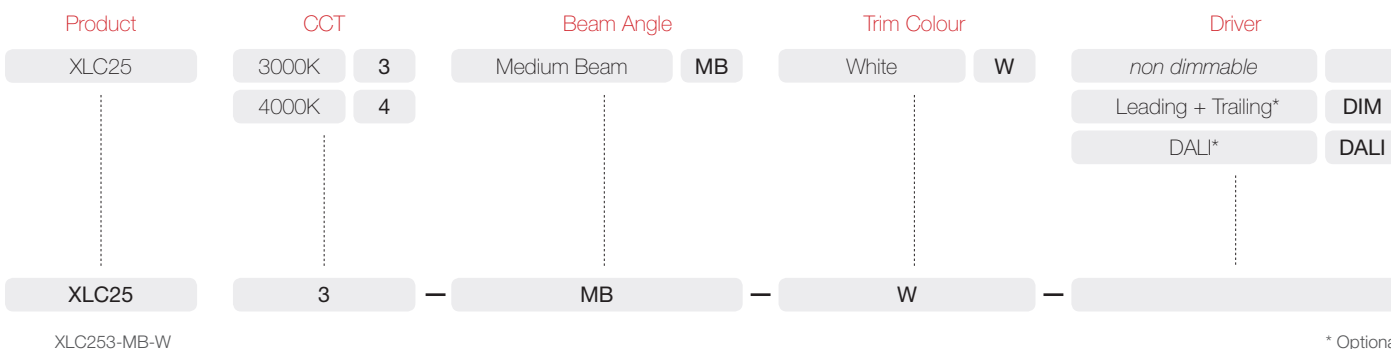 Product CCT Beam Angle Trim Colour Driver
XLC25 3000K 3 Medium Beam MB White W non dimmable
4000K 4 Leading + Trailing* DIM
DALI* DALI
XLC25 3 — MB — W —
XLC253-MB-W *